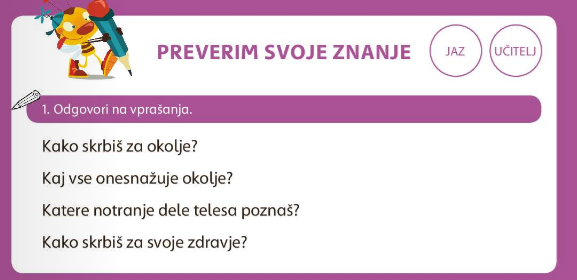 PREVERIM SVOJE ZNANJE
JAZ
UČITELJ
1. Odgovori na vprašanja.
Kako skrbiš za okolje?
Kaj vse onesnažuje okolje?
Katere notranje dele telesa poznaš?
Kako skrbiš za svoje zdravje?